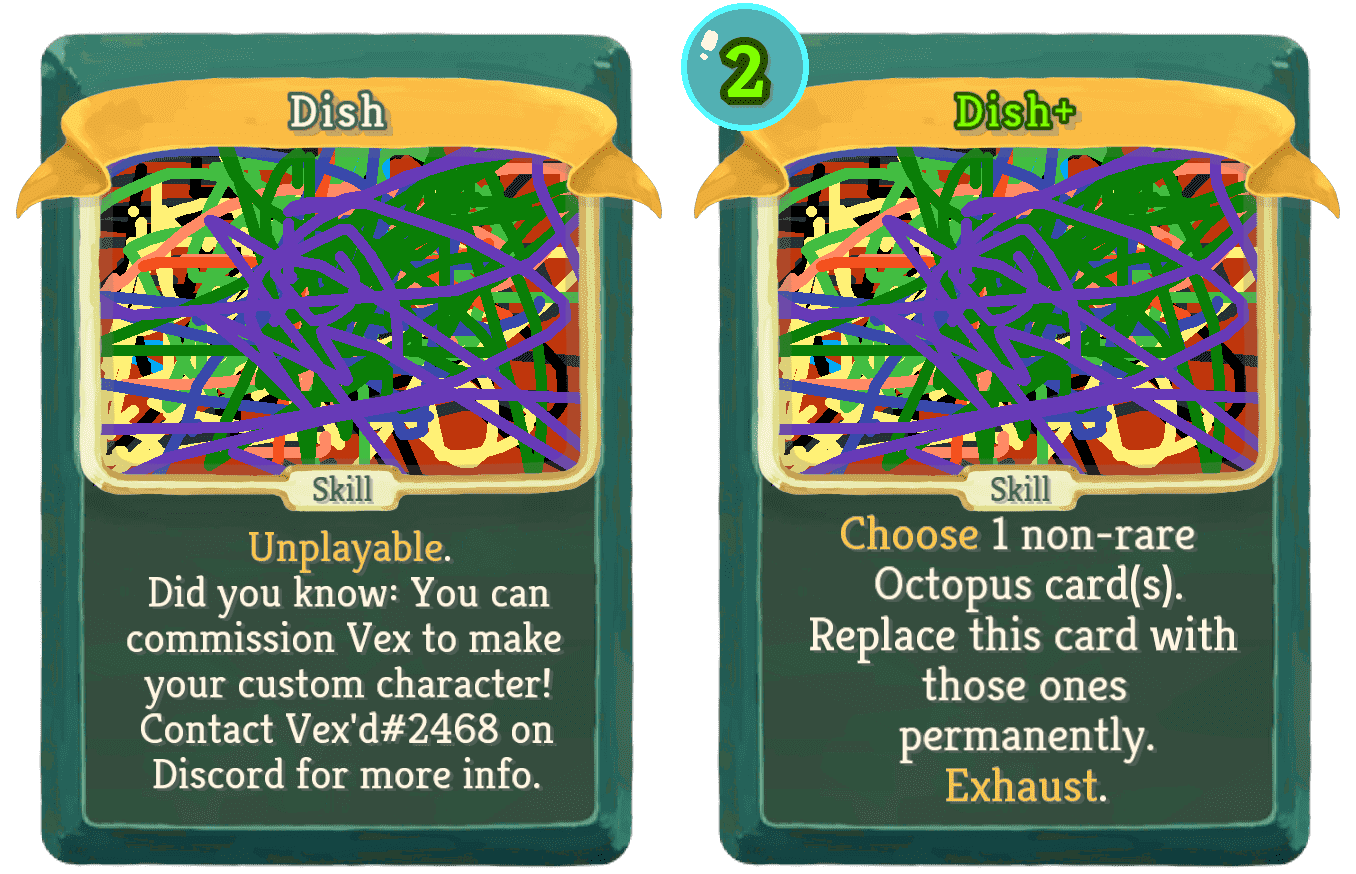 Dish
Skill
Unplayable.
Did you know: You can
commission Vex to make
your custom character!
Contact Vex'd#2468 on
Discord for more info.
2
Dish+
Skill
Choose 1 non-rare
Octopus card(s).
Replace this card with
those ones
permanently.
Exhaust.